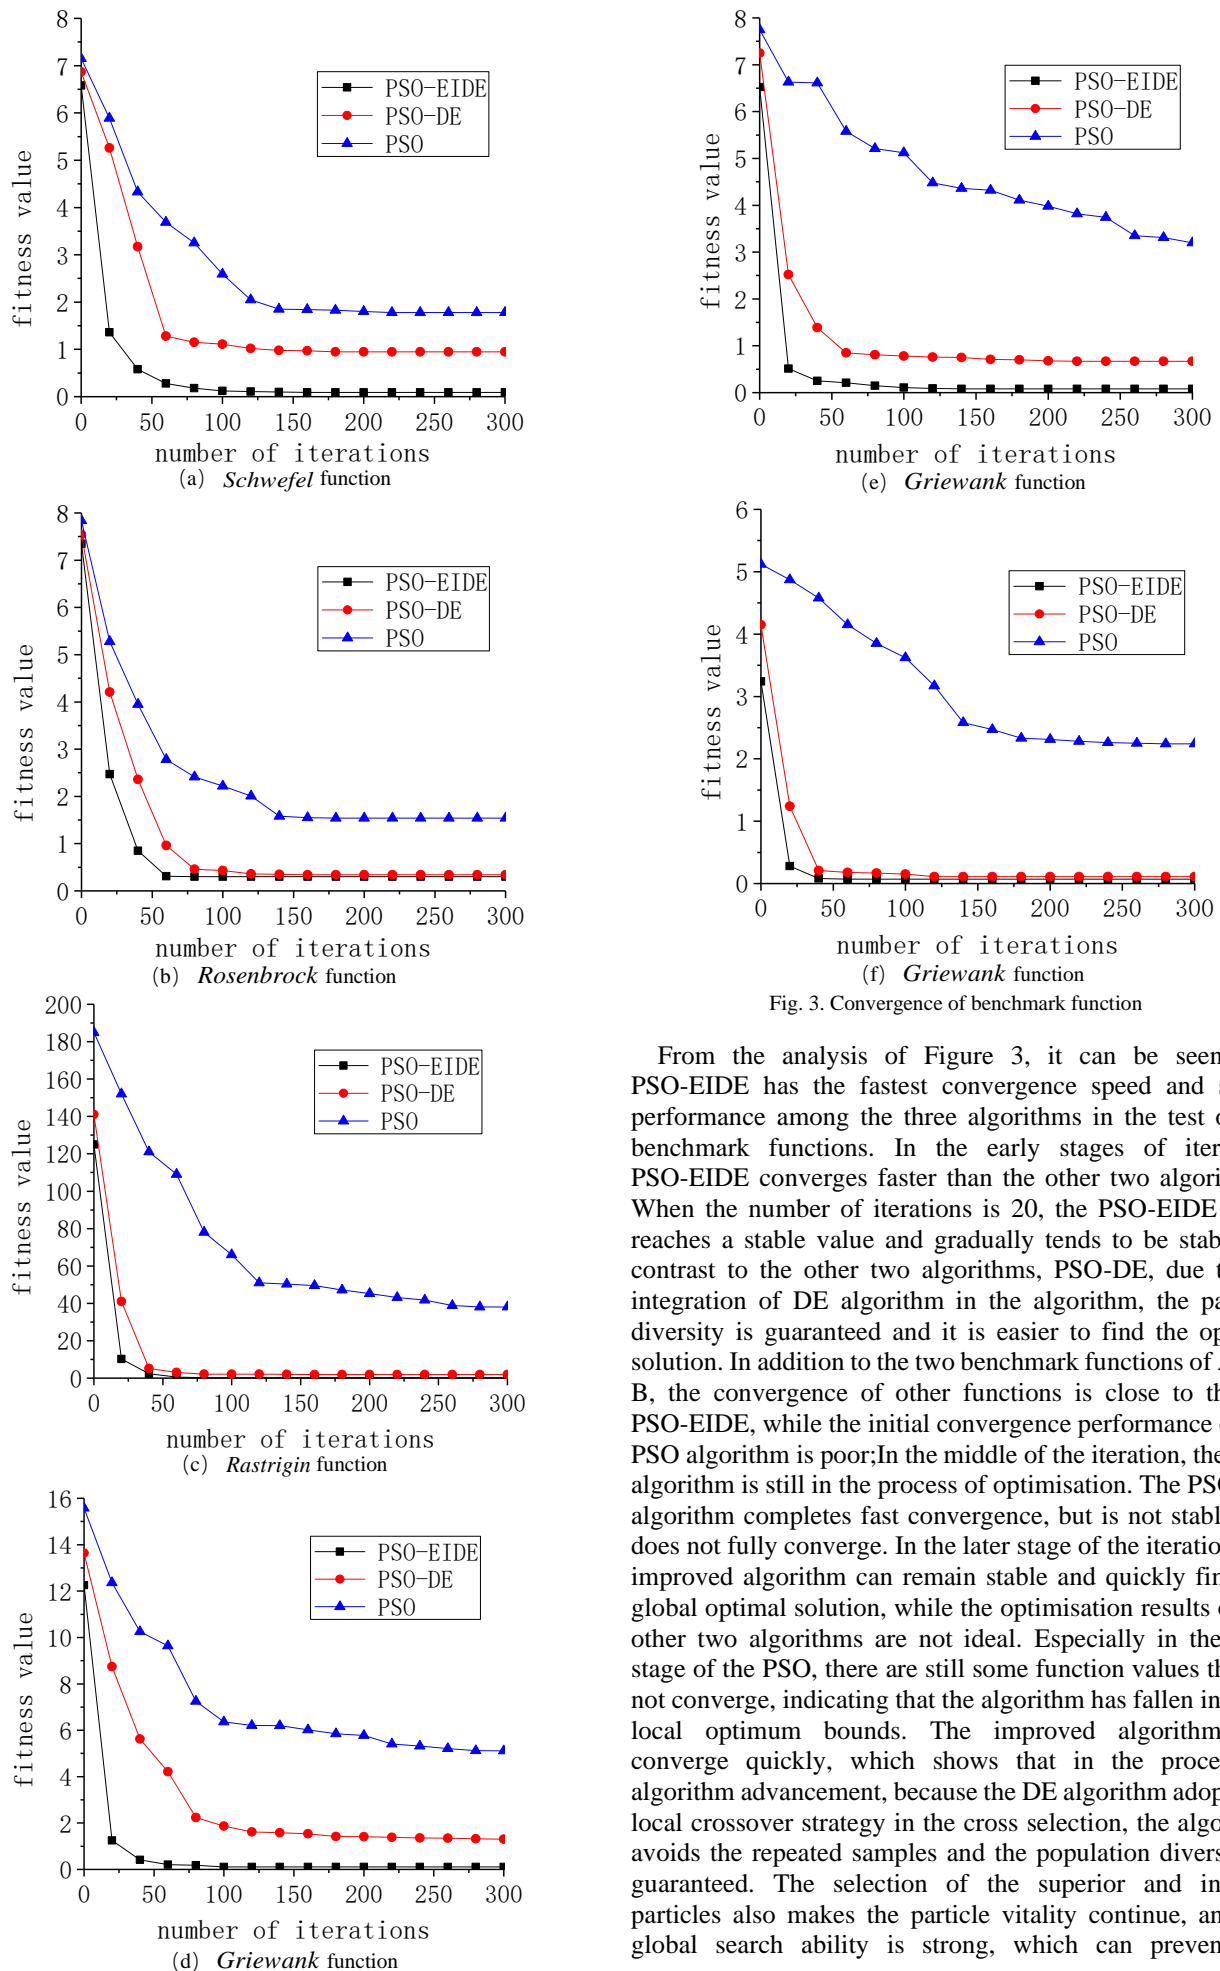 8
7
6
5
4
3
2
1
0
fitness value
PSO-EIDE
PSO-DE
PSO
0 50 100 150 200 250 300
number of iterations
(a) Schwefel function
8
7
6
5
4
3
2
1
0
fitness value
PSO-EIDE
PSO-DE
PSO
0 50 100 150 200 250 300
number of iterations
(b) Rosenbrock function
200
180
160
140
120
100
80
60
40
20
0
fitness value
PSO-EIDE
PSO-DE
PSO
0 50 100 150 200 250 300
number of iterations
(c) Rastrigin function
16
14
12
10
8
6
4
2
0
fitness value
PSO-EIDE
PSO-DE
PSO
0 50 100 150 200 250 300
number of iterations
(d) Griewank function
8
7
6
5
4
3
2
1
0
fitness value
PSO-EIDE
PSO-DE
PSO
0 50 100 150 200 250 300
number of iterations
(e) Griewank function
6
5
4
3
2
1
0
fitness value
PSO-EIDE
PSO-DE
PSO
0 50 100 150 200 250 300
number of iterations
(f) Griewank function
Fig. 3. Convergence of benchmark function
From the analysis of Figure 3, it can be seen
PSO-EIDE has the fastest convergence speed and
performance among the three algorithms in the test
benchmark functions. In the early stages of
PSO-EIDE converges faster than the other two
When the number of iterations is 20, the PSO-EIDE
reaches a stable value and gradually tends to be
contrast to the other two algorithms, PSO-DE, due
integration of DE algorithm in the algorithm, the
diversity is guaranteed and it is easier to find the
solution. In addition to the two benchmark functions of
B, the convergence of other functions is close to
PSO-EIDE, while the initial convergence performance
PSO algorithm is poor;In the middle of the iteration, the
algorithm is still in the process of optimisation. The
algorithm completes fast convergence, but is not
does not fully converge. In the later stage of the
improved algorithm can remain stable and quickly
global optimal solution, while the optimisation results
other two algorithms are not ideal. Especially in the
stage of the PSO, there are still some function values
not converge, indicating that the algorithm has fallen
local optimum bounds. The improved algorithm
converge quickly, which shows that in the
algorithm advancement, because the DE algorithm
local crossover strategy in the cross selection, the
avoids the repeated samples and the population
guaranteed. The selection of the superior and
particles also makes the particle vitality continue,
global search ability is strong, which can